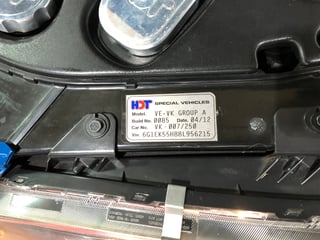 HDT SPECIAL VEHICLES
Model. VE-VK GROUP A
Build No. 0085 Date. 04/12
Car No. VK -007/250
Vin 6G1EK55H88L956215